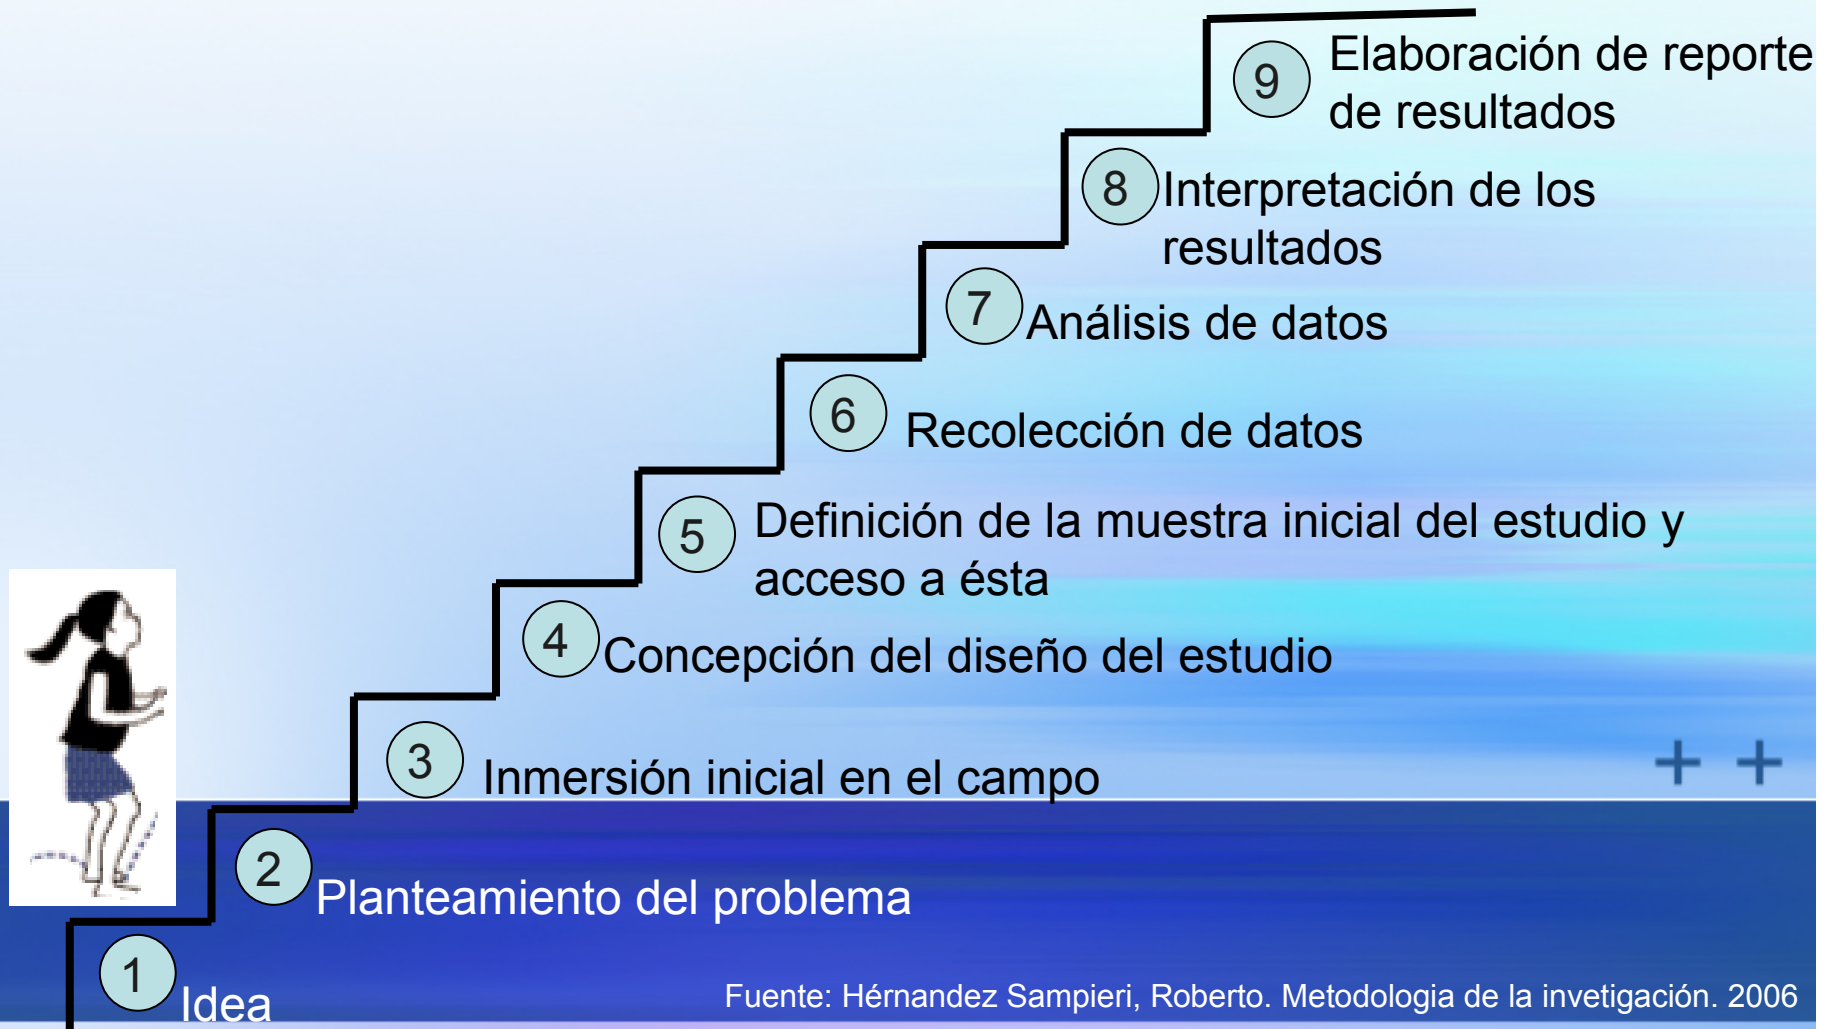 9 Elaboración de reporte
de resultados
8 Interpretación de los
resultados
7 Análisis de datos
6 Recolección de datos
5 Definición de la muestra inicial del estudio y
acceso a ésta
4 Concepción del diseño del estudio
3 Inmersión inicial en el campo
2 Planteamiento del problema
1 Idea
Fuente: Hérnandez Sampieri, Roberto. Metodologia de la invetigación. 2006